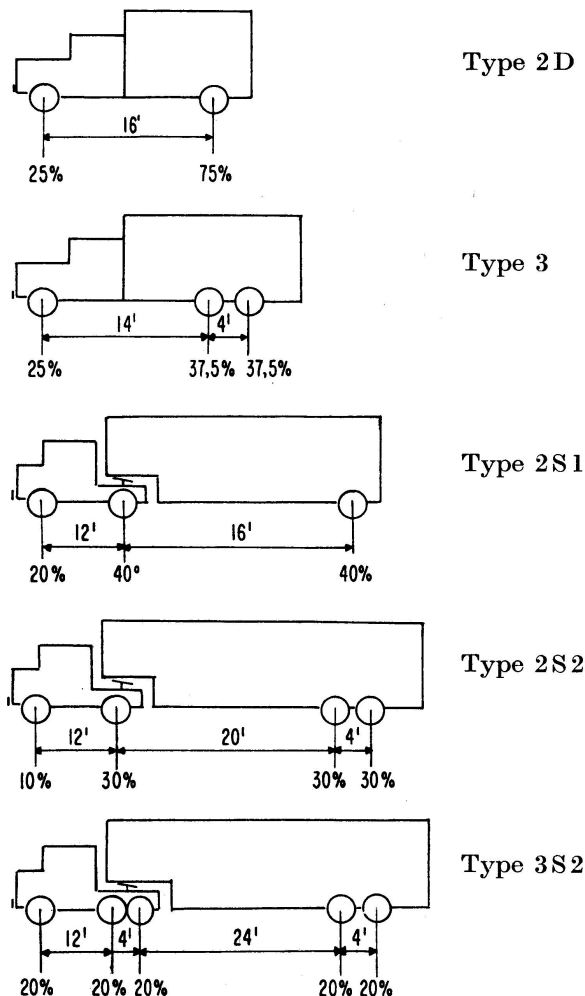 Type 2D
16'
25% 75%
Type 3
14' 4'
25% 37,5% 37,5%
Type 2S1
12' 16'
20% 40° 40%
Type 2S2
12' 20' 4'
10% 30% 30% 30%
Type 3S2
12' 4' 24' 4'
20% 20% 20% 20% 20%